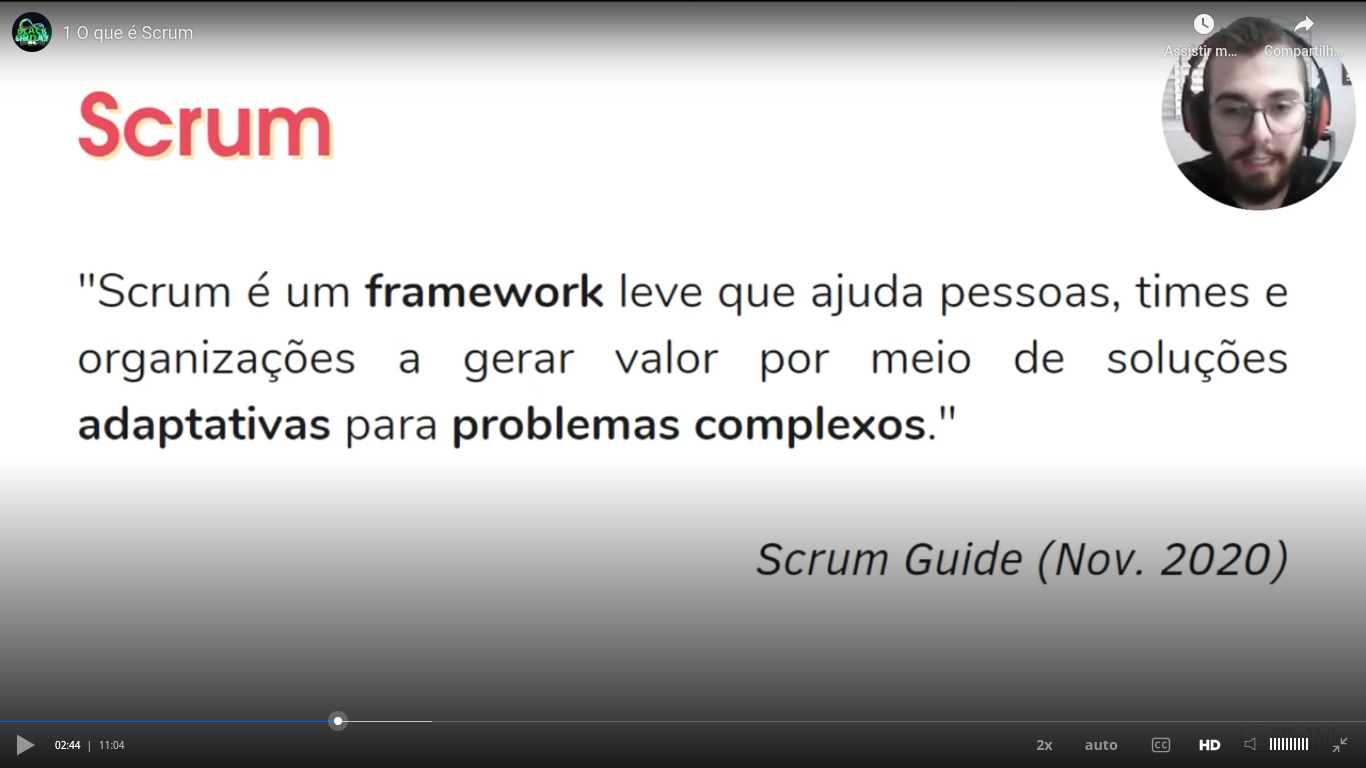 1 O que é Scrum
Assistir m...
Compartilh...
Scrum
"Scrum é um framework leve que ajuda pessoas, times e
organizações a gerar valor por meio de soluções
adaptativas para problemas complexos."
Scrum Guide (Nov. 2020)
02:44 | 11:04
2x auto CC HD